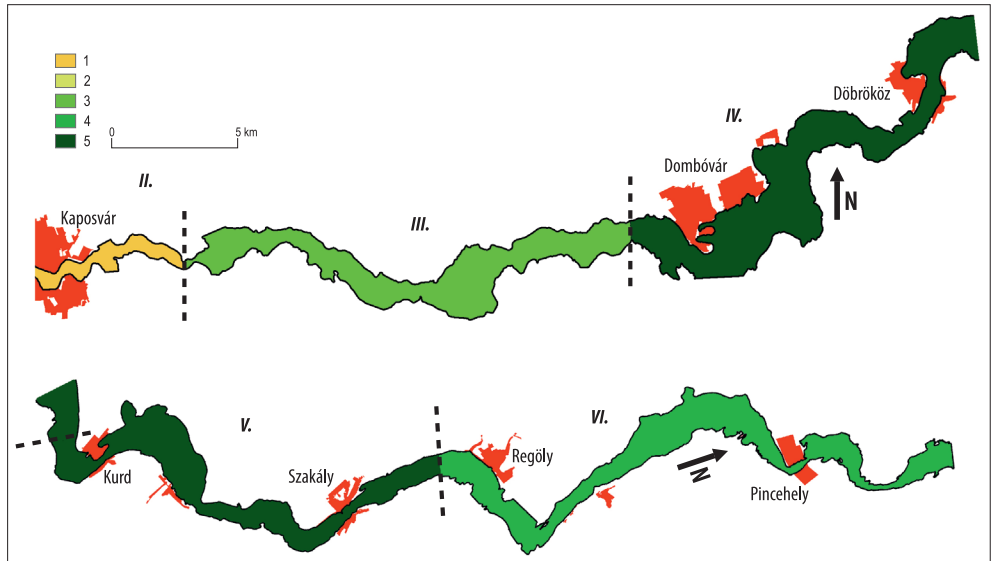 1
2
3
4
5
0 5 km
II.
Kaposvár
III.
IV.
Dombóvár
Döbrököz
N
V.
Kurd
Szakály
VI.
Regöly
N
Pincehely